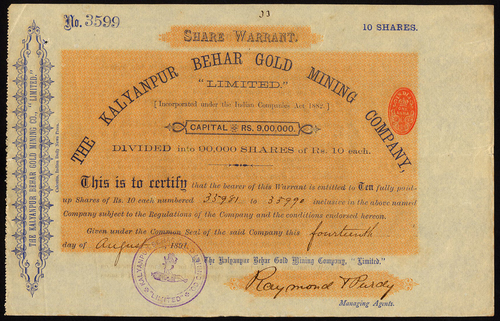 33
No. 3599
SHARE WARRANT.
10 SHARES.
THE KALYANPUR BEHAR GOLD MINING COMPANY,
"LIMITED."
[ Incorporated under the Indian Companies Act 1882. ]
CAPITAL OF RS. 9,00,000.
DIVIDED into 90,000 SHARES of Rs. 10 each.
This is to certify that the bearer of this Warrant is entitled to Ten fully paid-
up Shares of Rs. 10 each numbered 35981 to 35990 inclusive in the above named
Company subject to the Regulations of the Company and the conditions endorsed hereon.
Given under the Common Seal of the said Company this fourteenth
day of August 1891.
The Kalyanpur Behar Gold Mining Company, "Limited."
Raymond & Purdy
Managing Agents.
THE KALYANPUR BEHAR GOLD MINING CO., "LIMITED."
KALYANPUR
"LIMITED"